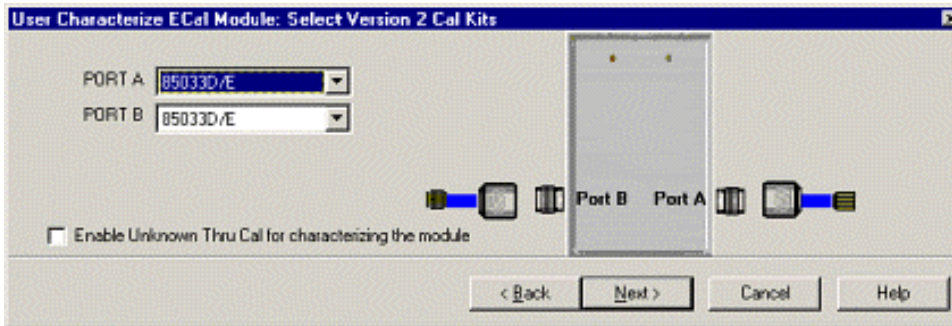 User Characterize ECal Module: Select Version 2 Cal Kits
PORT A 85033D/E
PORT B 85033D/E
Port B Port A
Enable Unknown Thru Cal for characterizing the module
< Back Next > Cancel Help